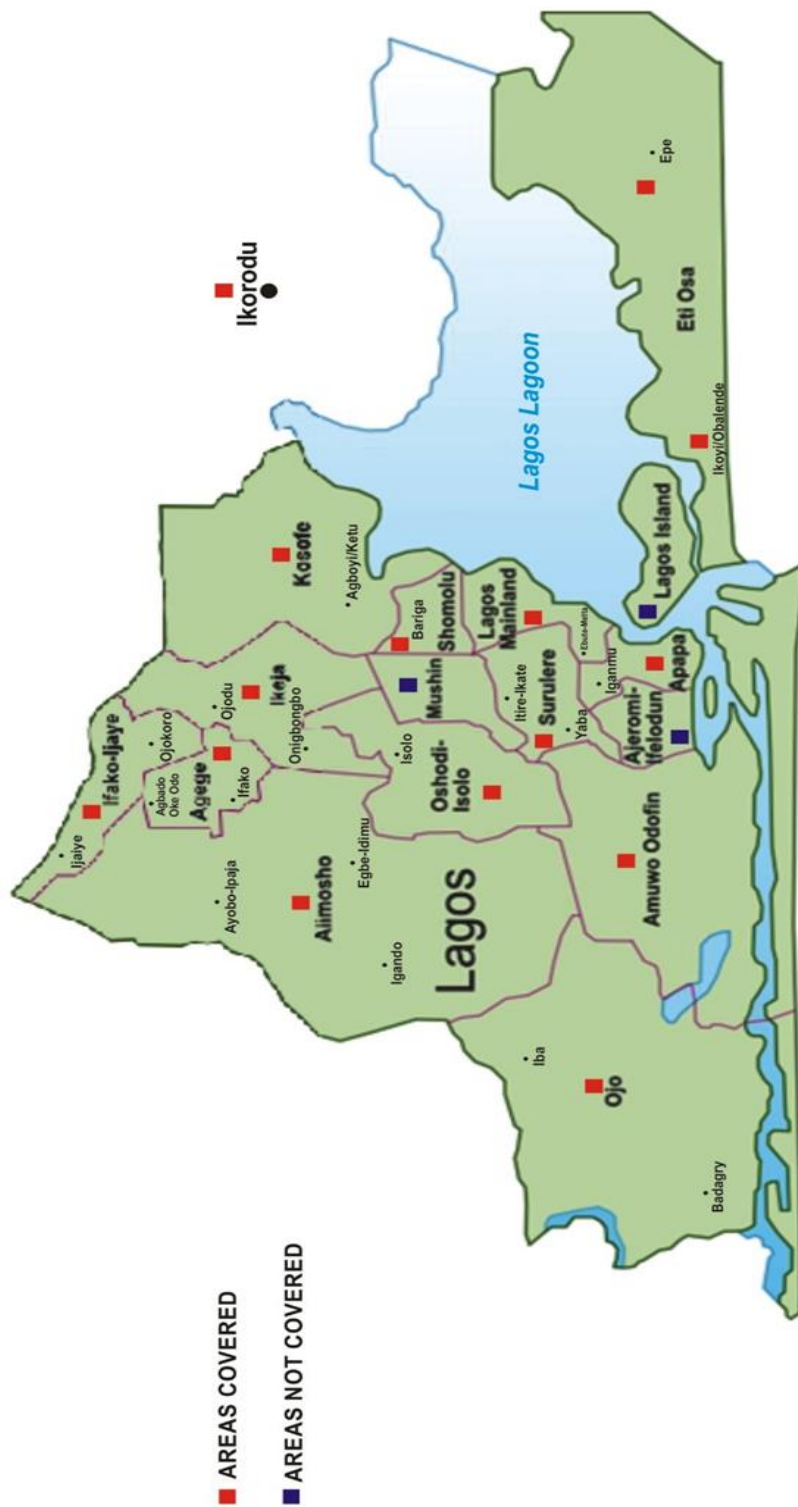 AREAS COVERED
AREAS NOT COVERED
Ikorodu
Ijaiye
Ifako-Ijaye
Ojokoro
Agbado
Oke Odo
Agege
Ifako
Ojodu
Ikeja
Onigbongbo
Kosofe
Agboyi/Ketu
Ayobo-Ipaja
Alimosho
Egbe-Idimu
Igando
Isolo
Oshodi-
Isolo
Mushin
Bariga
Shomolu
Lagos
Lagos
Mainland
Itire-Ikate
Surulere
Yaba
Ebute-Metta
Iganmu
Ajeromi-
Ifelodun
Apapa
Lagos Island
Lagos Lagoon
Iba
Ojo
Badagry
Amuwo Odofin
Ikoyi/Obalende
Eti Osa
Epe